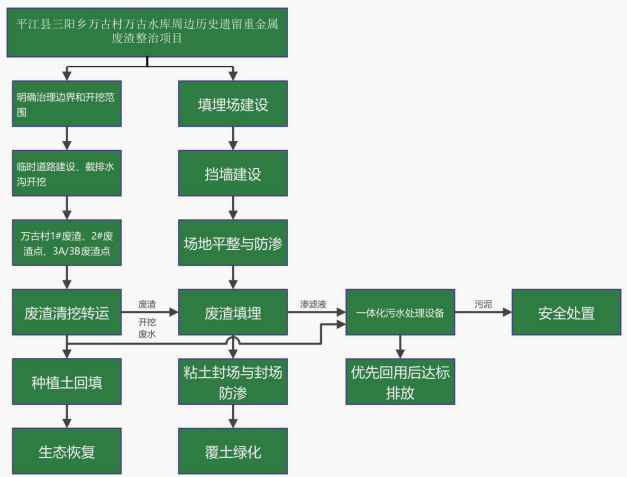 平江县三阳乡万古村万古水库周边历史遗留重金属
废渣整治项目
明确治理边界和开挖范
围
填埋场建设
临时道路建设、截排水
沟开挖
挡墙建设
万古村1#废渣、2#废
渣点、3A/3B废渣点
场地平整与防渗
废渣清挖转运
废渣
开挖
废水
废渣填埋
渗滤液
一体化污水处理设备
污泥
安全处置
种植土回填
粘土封场与封场
防渗
优先回用后达标
排放
生态恢复
覆土绿化